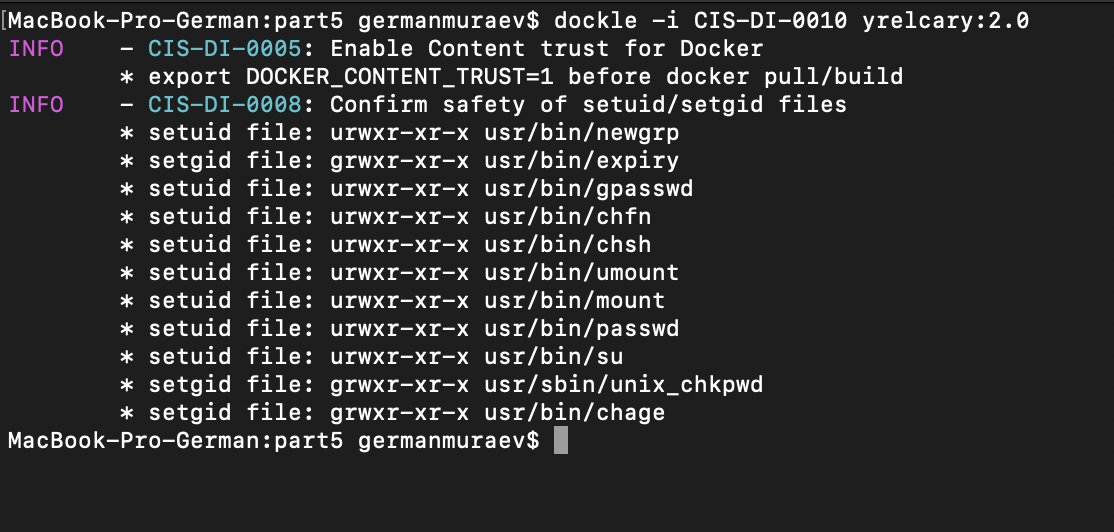 [MacBook-Pro-German:part5 germanmuraev$ dockle -i CIS-DI-0010 yrelcary:2.0
INFO    - CIS-DI-0005: Enable Content trust for Docker
        * export DOCKER_CONTENT_TRUST=1 before docker pull/build
INFO    - CIS-DI-0008: Confirm safety of setuid/setgid files
        * setuid file: urwxr-xr-x usr/bin/newgrp
        * setgid file: grwxr-xr-x usr/bin/expiry
        * setuid file: urwxr-xr-x usr/bin/gpasswd
        * setuid file: urwxr-xr-x usr/bin/chfn
        * setuid file: urwxr-xr-x usr/bin/chsh
        * setuid file: urwxr-xr-x usr/bin/umount
        * setuid file: urwxr-xr-x usr/bin/mount
        * setuid file: urwxr-xr-x usr/bin/passwd
        * setuid file: urwxr-xr-x usr/bin/su
        * setgid file: grwxr-xr-x usr/sbin/unix_chkpwd
        * setgid file: grwxr-xr-x usr/bin/chage
MacBook-Pro-German:part5 germanmuraev$